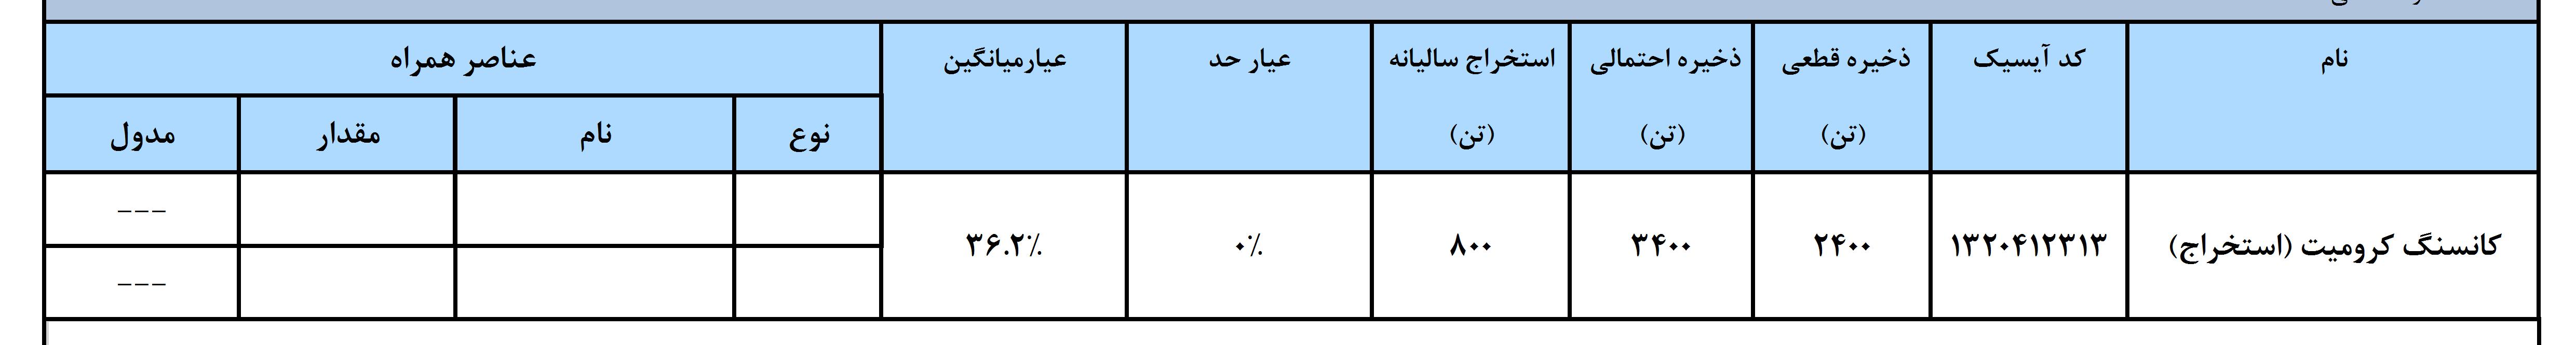 نام
کد آیسیک
ذخیره قطعی
(تن)
ذخیره احتمالی
(تن)
استخراج سالیانه
(تن)
عیار حد
عیارمیانگین
عناصر همراه
نوع
نام
مقدار
مدول
کانسنگ کرومیت (استخراج)
۱۳۲۰۴۱۲۳۱۳
۲۴۰۰
۳۴۰۰
۸۰۰
۰%
۳۶.۲%
---
---